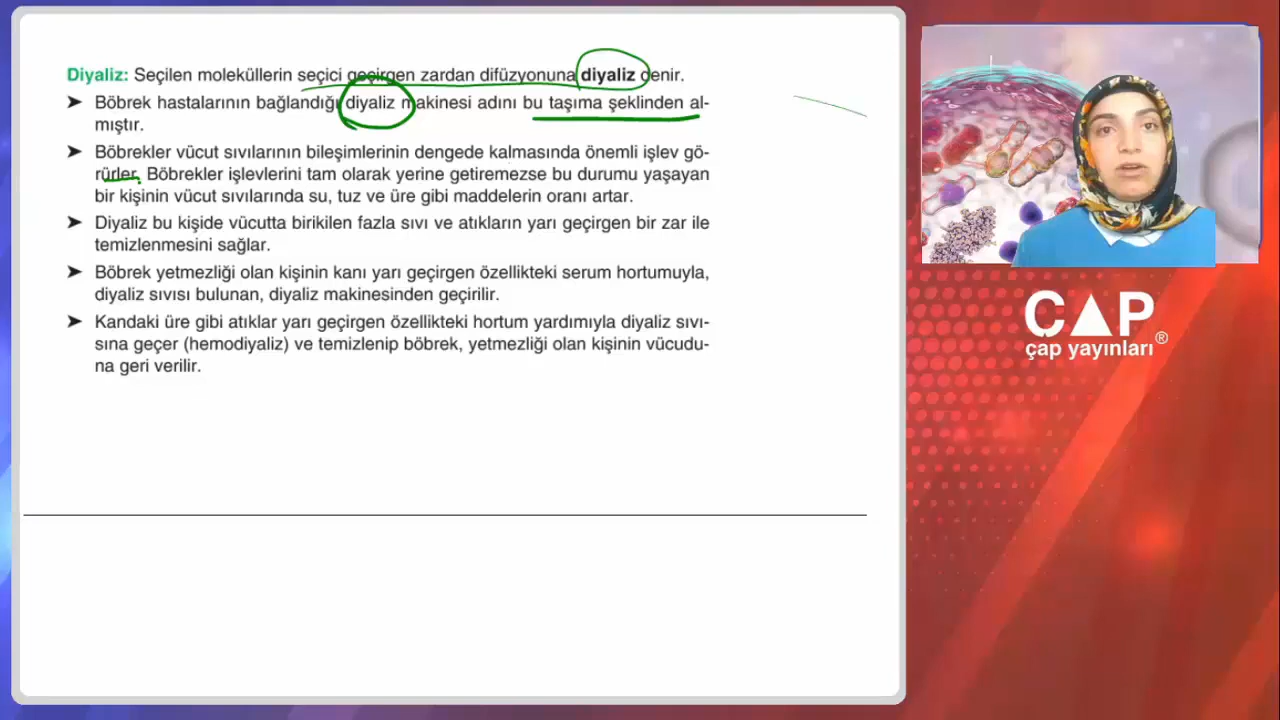 Diyaliz: Seçilen moleküllerin seçici geçirgen zardan difüzyonuna diyaliz denir.
➤ Böbrek hastalarının bağlandığı diyaliz makinesi adını bu taşıma şeklinden al-
mıştır.
➤ Böbrekler vücut sıvılarının bileşimlerinin dengede kalmasında önemli işlev gö-
rürler. Böbrekler işlevlerini tam olarak yerine getiremezse bu durumu yaşayan
bir kişinin vücut sıvılarında su, tuz ve üre gibi maddelerin oranı artar.
➤ Diyaliz bu kişide vücutta birikilen fazla sıvı ve atıkların yarı geçirgen bir zar ile
temizlenmesini sağlar.
➤ Böbrek yetmezliği olan kişinin kanı yarı geçirgen özellikteki serum hortumuyla,
diyaliz sıvısı bulunan, diyaliz makinesinden geçirilir.
➤ Kandaki üre gibi atıklar yarı geçirgen özellikteki hortum yardımıyla diyaliz sıvı-
sına geçer (hemodiyaliz) ve temizlenip böbrek, yetmezliği olan kişinin vücudu-
na geri verilir.
ÇAP
çap yayınları®